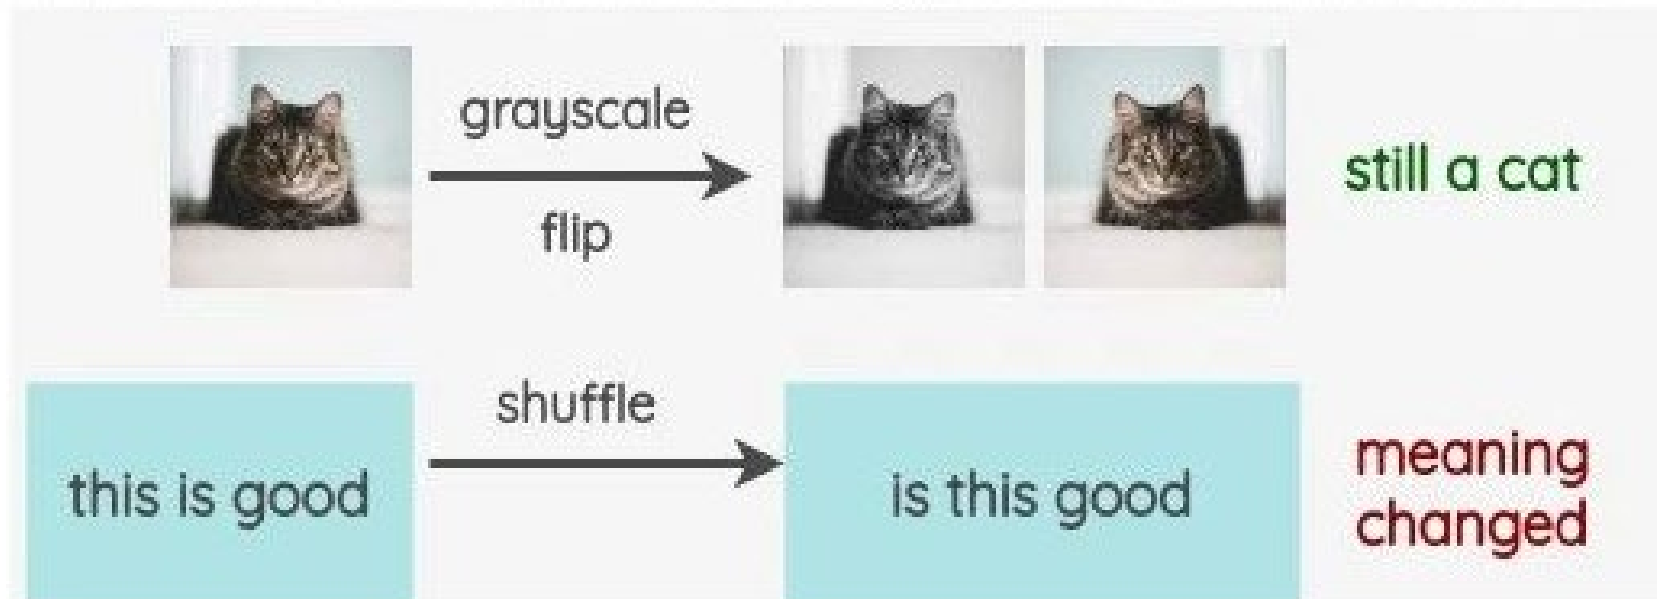 grayscale
flip
still a cat
shuffle
this is good
is this good
meaning
changed